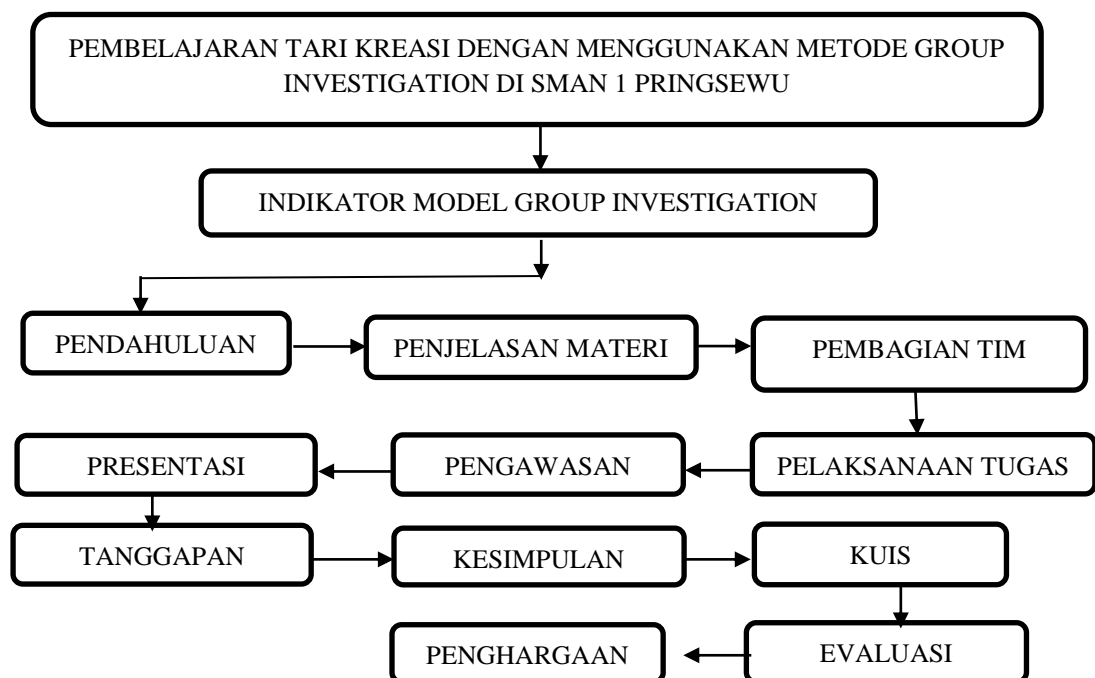 PEMBELAJARAN TARI KREASI DENGAN MENGGUNAKAN METODE GROUP
INVESTIGATION DI SMAN 1 PRINGSEWU
INDIKATOR MODEL GROUP INVESTIGATION
PENDAHULUAN
PENJELASAN MATERI
PEMBAGIAN TIM
PELAKSANAAN TUGAS
PENGAWASAN
PRESENTASI
TANGGAPAN
KESIMPULAN
KUIS
EVALUASI
PENGHARGAAN